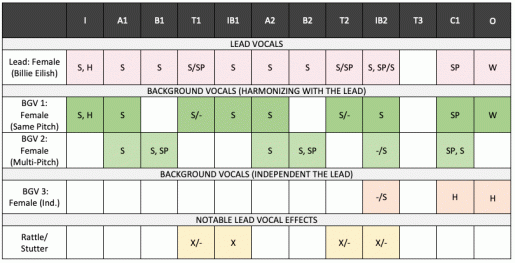 I A1 B1 T1 IB1 A2 B2 T2 IB2 T3 C1 O
LEAD VOCALS
Lead: Female
(Billie Eilish)
S, H S S S/SP S S S S/SP S, SP/S SP W
BACKGROUND VOCALS (HARMONIZING WITH THE LEAD)
BGV 1:
Female
(Same Pitch)
S, H S S/- S S S/- S SP W
BGV 2:
Female
(Multi-Pitch)
S S, SP S S, SP -/S SP, S
BACKGROUND VOCALS (INDEPENDENT THE LEAD)
BGV 3:
Female (Ind.)
-/S H H
NOTABLE LEAD VOCAL EFFECTS
Rattle/
Stutter
X/- X X/- X/-